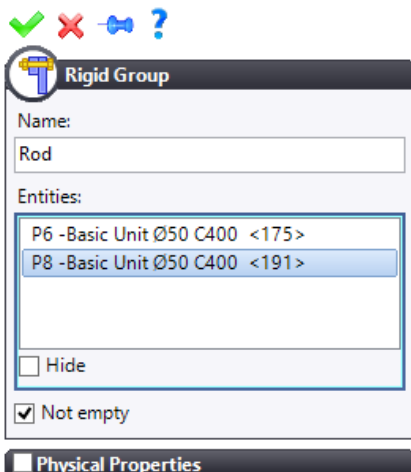 ?
Rigid Group
Name:
Rod
Entities:
P6 -Basic Unit Ø50 C400 <175>
P8 -Basic Unit Ø50 C400 <191>
Hide
Not empty
Physical Properties